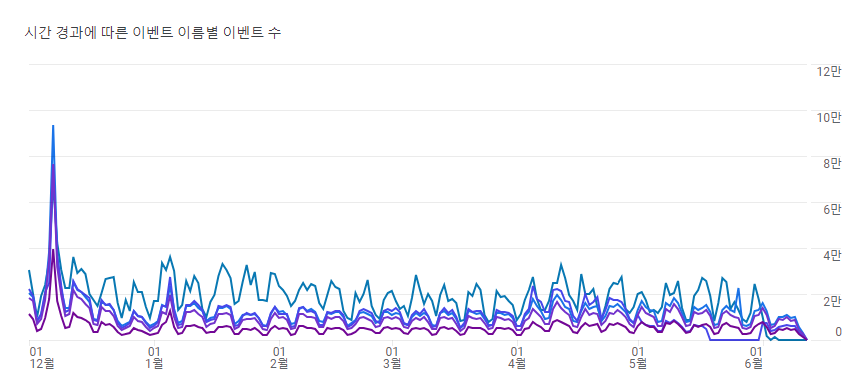 시간 경과에 따른 이벤트 이름별 이벤트 수
12만
10만
8만
6만
4만
2만
0
01 01 01 01 01 01 01
12월 1월 2월 3월 4월 5월 6월